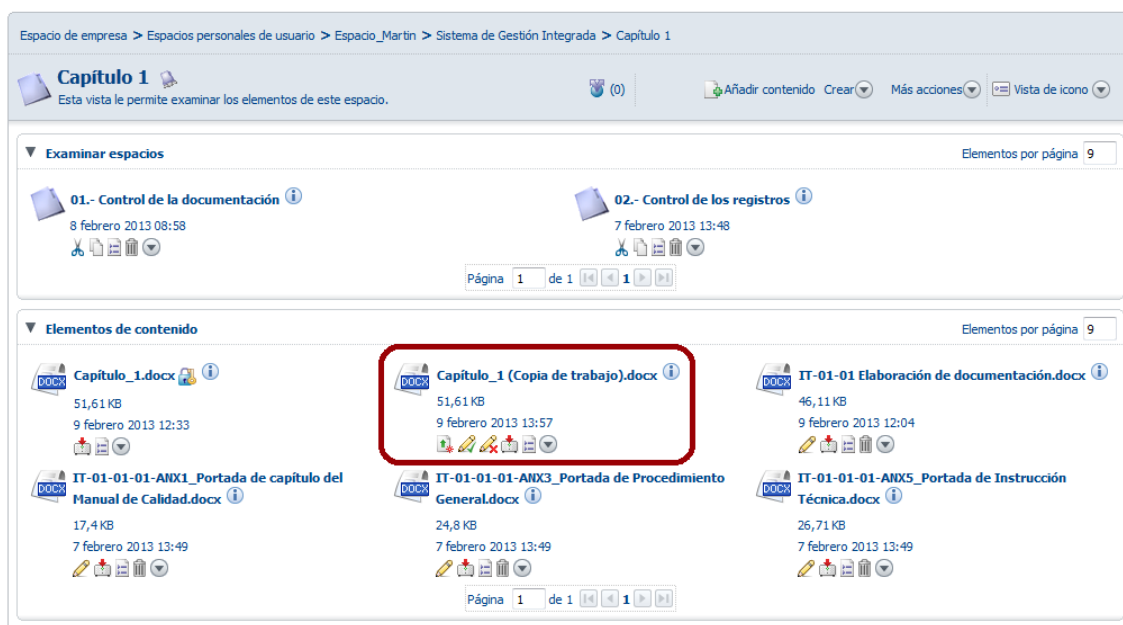 Espacio de empresa > Espacios personales de usuario > Espacio_Martin > Sistema de Gestión Integrada > Capítulo 1
Capítulo 1
Esta vista le permite examinar los elementos de este espacio.
(0)
Añadir contenido Crear Más acciones Vista de icono
Examinar espacios Elementos por página 9
01.- Control de la documentación
8 febrero 2013 08:58
02.- Control de los registros
7 febrero 2013 13:48
Página 1 de 1 1
Elementos de contenido Elementos por página 9
DOCX Capítulo_1.docx
51,61 KB
9 febrero 2013 12:33
DOCX Capítulo_1 (Copia de trabajo).docx
51,61 KB
9 febrero 2013 13:57
DOCX IT-01-01 Elaboración de documentación.docx
46,11 KB
9 febrero 2013 12:04
DOCX IT-01-01-01-ANX1_Portada de capítulo del
Manual de Calidad.docx
17,4 KB
7 febrero 2013 13:49
DOCX IT-01-01-01-ANX3_Portada de Procedimiento
General.docx
24,8 KB
7 febrero 2013 13:49
DOCX IT-01-01-01-ANX5_Portada de Instrucción
Técnica.docx
26,71 KB
7 febrero 2013 13:49
Página 1 de 1 1